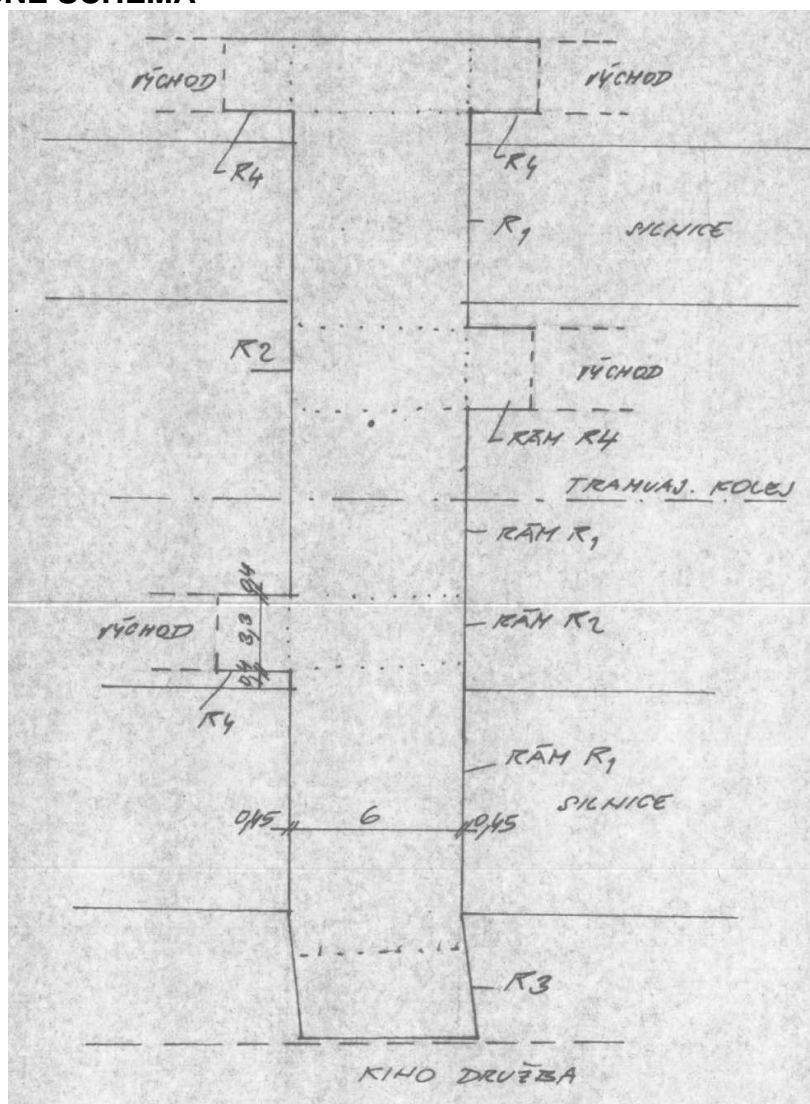 VÝCHOD
VÝCHOD
R4
R4
R1
SILNICE
R2
VÝCHOD
RÁM R4
TRAMVAJ. KOLEJ
RÁM R1
0,4
3,3
0,4
VÝCHOD
RÁM R2
R4
RÁM R1
SILNICE
0,45
6
0,45
R3
KINO DRUŽBA